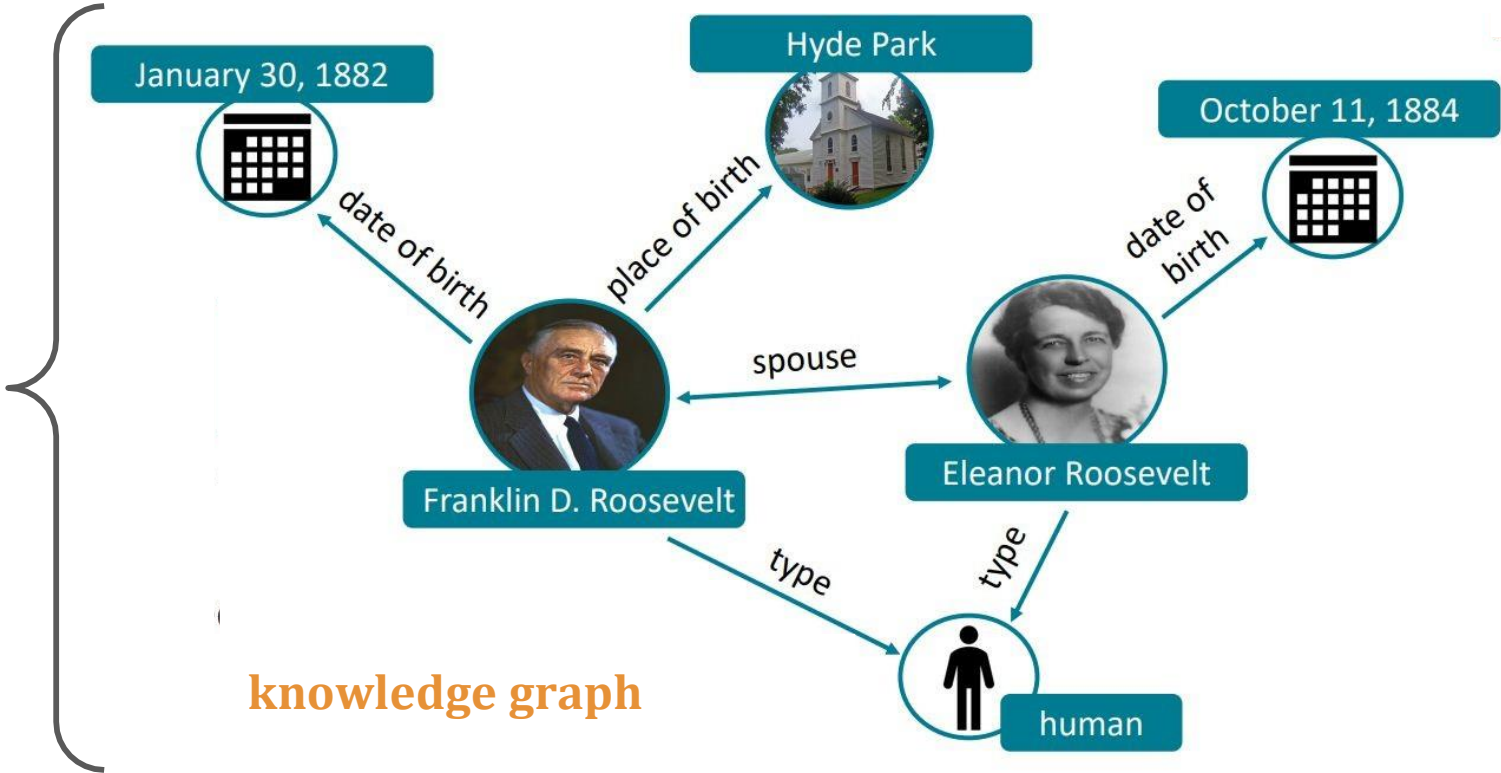 January 30, 1882
Hyde Park
October 11, 1884
date of birth
place of birth
date of
birth
spouse
Franklin D. Roosevelt
Eleanor Roosevelt
type
type
knowledge graph
human